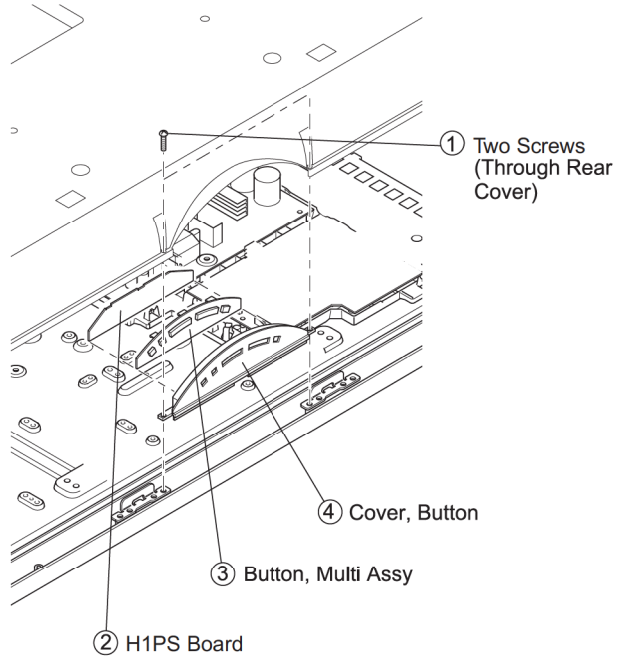 ① Two Screws
(Through Rear
Cover)
④ Cover, Button
③ Button, Multi Assy
② H1PS Board